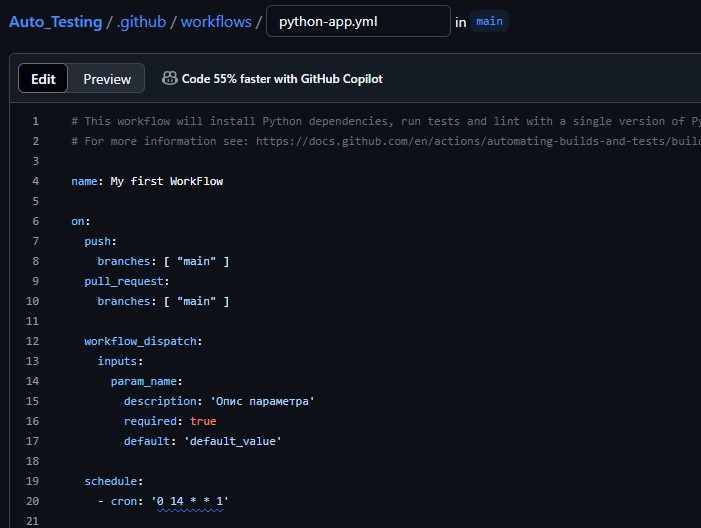 Auto_Testing / .github / workflows / python-app.yml in main
Edit Preview Code 55% faster with GitHub Copilot
1 # This workflow will install Python dependencies, run tests and lint with a single version of Py
2 # For more information see: https://docs.github.com/en/actions/automating-builds-and-tests/buil
3
4 name: My first WorkFlow
5
6 on:
7 push:
8 branches: [ "main" ]
9 pull_request:
10 branches: [ "main" ]
11
12 workflow_dispatch:
13 inputs:
14 param_name:
15 description: 'Опис параметра'
16 required: true
17 default: 'default_value'
18
19 schedule:
20 - cron: '0 14 * * 1'
21